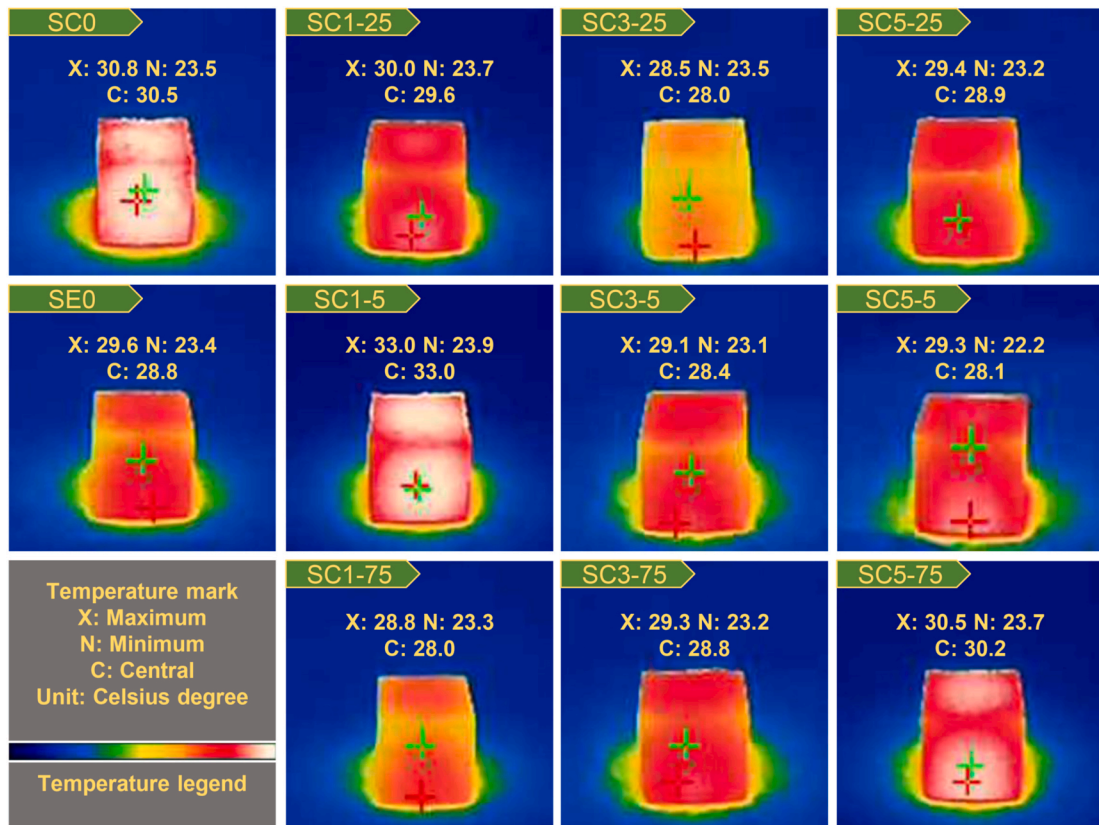 SC0
X: 30.8 N: 23.5
C: 30.5
SC1-25
X: 30.0 N: 23.7
C: 29.6
SC3-25
X: 28.5 N: 23.5
C: 28.0
SC5-25
X: 29.4 N: 23.2
C: 28.9
SE0
X: 29.6 N: 23.4
C: 28.8
SC1-5
X: 33.0 N: 23.9
C: 33.0
SC3-5
X: 29.1 N: 23.1
C: 28.4
SC5-5
X: 29.3 N: 22.2
C: 28.1
Temperature mark
X: Maximum
N: Minimum
C: Central
Unit: Celsius degree
Temperature legend
SC1-75
X: 28.8 N: 23.3
C: 28.0
SC3-75
X: 29.3 N: 23.2
C: 28.8
SC5-75
X: 30.5 N: 23.7
C: 30.2